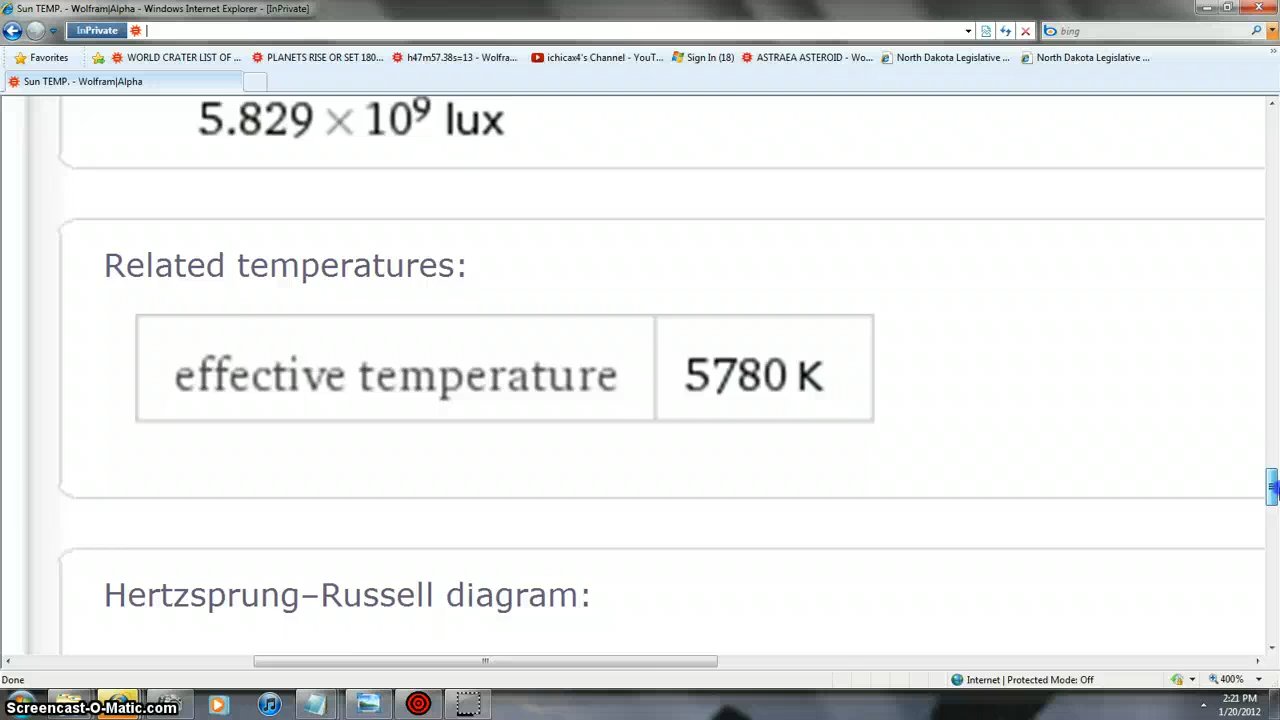 Sun TEMP. - Wolfram|Alpha - Windows Internet Explorer - [InPrivate]
InPrivate
bing
Favorites
WORLD CRATER LIST OF ...
PLANETS RISE OR SET 180...
h47m57.38s=13 - Wolfra...
ichicax4's Channel - YouT...
Sign In (18)
ASTRAEA ASTEROID - Wo...
North Dakota Legislative ...
North Dakota Legislative ...
Sun TEMP. - Wolfram|Alpha
5.829 × 10⁹ lux
Related temperatures:
effective temperature 5780 K
Hertzsprung–Russell diagram:
Done
Internet | Protected Mode: Off
400%
Screencast-O-Matic.com
2:21 PM
1/20/2012